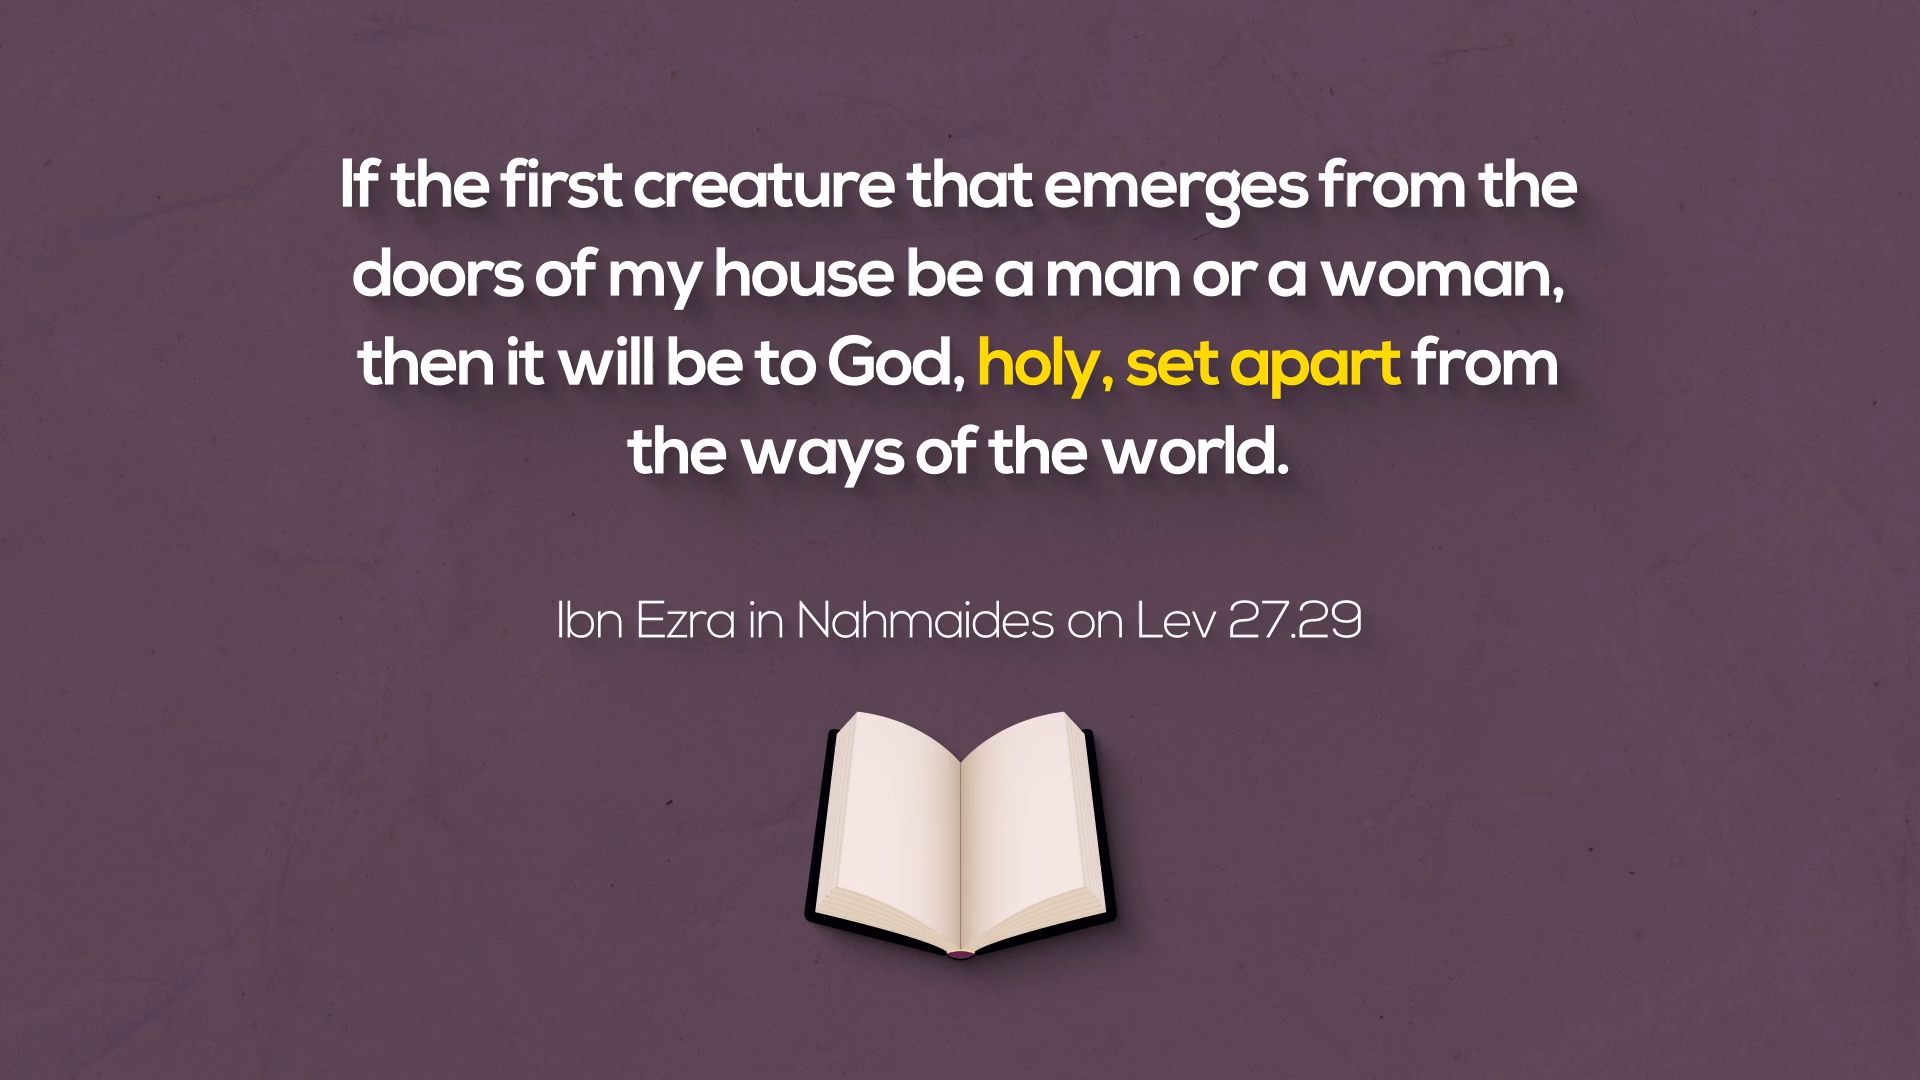 If the first creature that emerges from the
doors of my house be a man or a woman,
then it will be to God, holy, set apart from
the ways of the world.
Ibn Ezra in Nahmaides on Lev 27.29